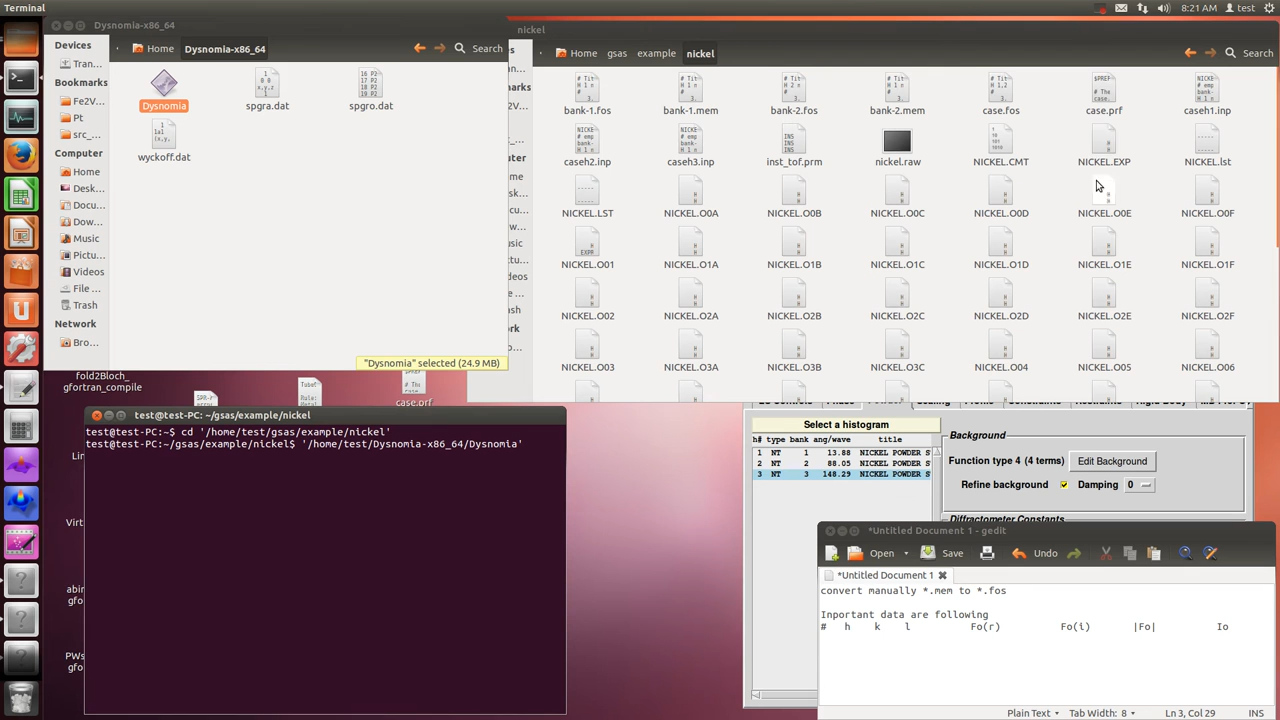 Terminal
8:21 AM
test
Dysnomia-x86_64
Devices
Tran...
Bookmarks
Fe2V...
Pt
src_...
Computer
Home
Desk...
Docu...
Dow...
Music
Pictu...
Videos
File ...
Trash
Network
Bro...
Home
Dysnomia-x86_64
Search
Dysnomia
spgra.dat
spgro.dat
wyckoff.dat
"Dysnomia" selected (24.9 MB)
nickel
Home
gsas
example
nickel
Search
bank-1.fos
bank-1.mem
bank-2.fos
bank-2.mem
case.fos
case.prf
caseh1.inp
caseh2.inp
caseh3.inp
inst_tof.prm
nickel.raw
NICKEL.CMT
NICKEL.EXP
NICKEL.lst
NICKEL.LST
NICKEL.O0A
NICKEL.O0B
NICKEL.O0C
NICKEL.O0D
NICKEL.O0E
NICKEL.O0F
NICKEL.O01
NICKEL.O1A
NICKEL.O1B
NICKEL.O1C
NICKEL.O1D
NICKEL.O1E
NICKEL.O1F
NICKEL.O02
NICKEL.O2A
NICKEL.O2B
NICKEL.O2C
NICKEL.O2D
NICKEL.O2E
NICKEL.O2F
NICKEL.O03
NICKEL.O3A
NICKEL.O3B
NICKEL.O3C
NICKEL.O04
NICKEL.O05
NICKEL.O06
fold2Bloch_
gfortran_compile
case.prf
test@test-PC: ~/gsas/example/nickel
test@test-PC:~$ cd '/home/test/gsas/example/nickel'
test@test-PC:~/gsas/example/nickel$ '/home/test/Dysnomia-x86_64/Dysnomia'
Select a histogram
h# type bank ang/wave title
1 NT 1 13.88 NICKEL POWDER S
2 NT 2 88.05 NICKEL POWDER S
3 NT 3 148.29 NICKEL POWDER S
Background
Function type 4 (4 terms)
Edit Background
Refine background
Damping 0
Diffractometer Constants
*Untitled Document 1 - gedit
Open
Save
Undo
*Untitled Document 1
convert manually *.mem to *.fos
Inportant data are following
# h k l Fo(r) Fo(i) |Fo| Io
Plain Text
Tab Width: 8
Ln 3, Col 29
INS